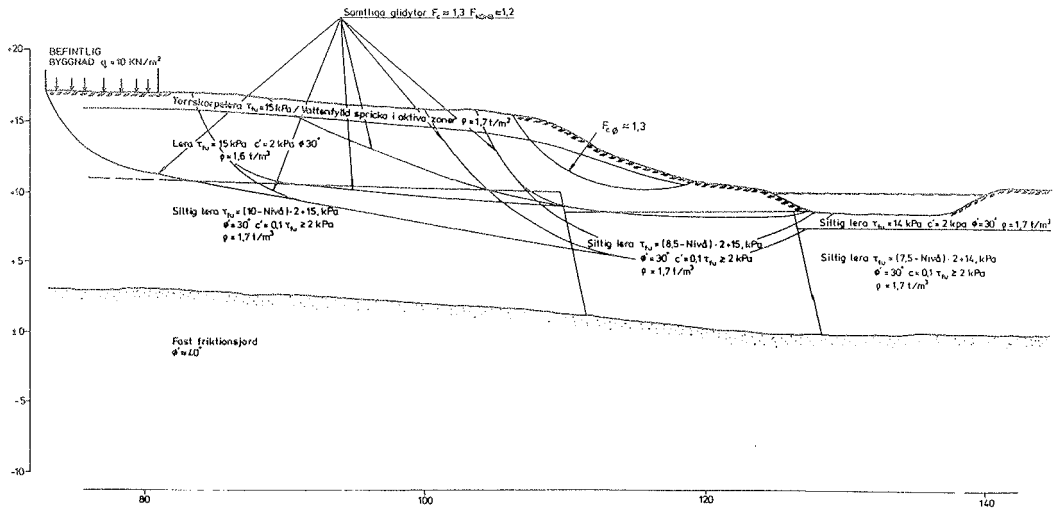 Samtliga glidytor F_c ≈ 1,3 F_komb ≈ 1,2
+20
BEFINTLIG
BYGGNAD q = 10 KN/m²
+15
Torrskorpelera τ_fu = 15 kPa / Vattenfylld spricka i aktiva zoner ρ = 1,7 t/m³
F_cφ ≈ 1,3
Lera τ_fu = 15 kPa c' = 2 kPa φ 30°
ρ = 1,6 t/m³
+10
Siltig lera τ_fu = (10-Nivå)·2+15, kPa
φ' = 30° c' = 0,1 τ_fu ≥ 2 kPa
ρ = 1,7 t/m³
Siltig lera τ_fu = 14 kPa c' = 2 kpa φ = 30° ρ = 1,7 t/m³
Siltig lera τ_fu = (8,5-Nivå)·2+15, kPa
φ' = 30° c' = 0,1 τ_fu ≥ 2 kPa
ρ = 1,7 t/m³
Siltig lera τ_fu = (7,5-Nivå)·2+14, kPa
φ' = 30° c = 0,1 τ_fu ≥ 2 kPa
ρ = 1,7 t/m³
+5
±0
Fast friktionsjord
φ' ≈ 40°
-5
-10
80
100
120
140